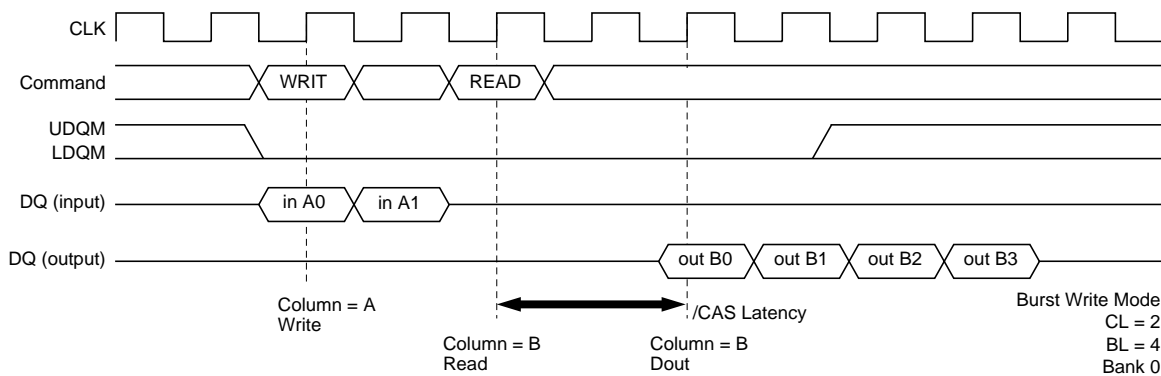 CLK
Command
WRIT
READ
UDQM
LDQM
DQ (input)
in A0
in A1
DQ (output)
out B0
out B1
out B2
out B3
Column = A
Write
/CAS Latency
Column = B
Read
Column = B
Dout
Burst Write Mode
CL = 2
BL = 4
Bank 0